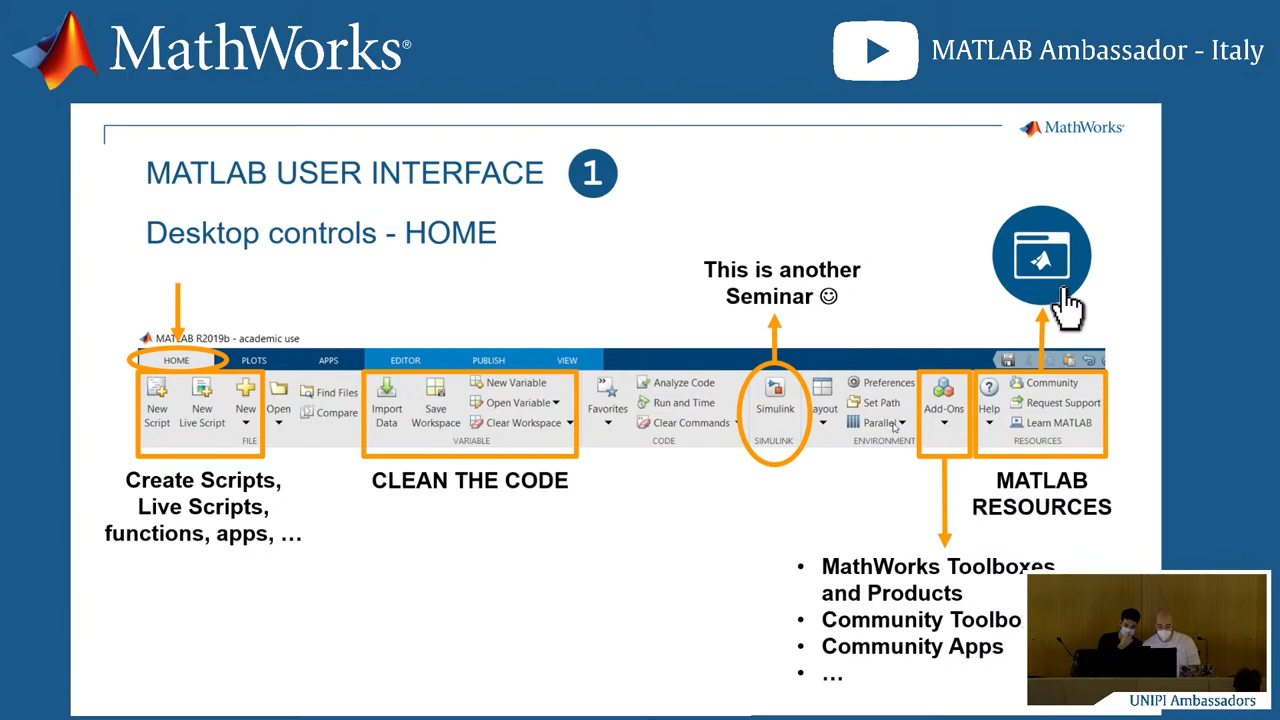 MathWorks®
MATLAB Ambassador - Italy
MathWorks®
MATLAB USER INTERFACE 1
Desktop controls - HOME
This is another
Seminar ☺
MATLAB R2019b - academic use
HOME PLOTS APPS EDITOR PUBLISH VIEW
New Script
New Live Script
New
Open
Find Files
Compare
FILE
Import Data
Save Workspace
New Variable
Open Variable
Clear Workspace
VARIABLE
Favorites
Analyze Code
Run and Time
Clear Commands
CODE
Simulink
SIMULINK
ayout
Preferences
Set Path
Parallel
ENVIRONMENT
Add-Ons
Help
Community
Request Support
Learn MATLAB
RESOURCES
Create Scripts,
Live Scripts,
functions, apps, …
CLEAN THE CODE
MATLAB
RESOURCES
• MathWorks Toolboxes
and Products
• Community Toolbo
• Community Apps
• …
UNIPI Ambassadors